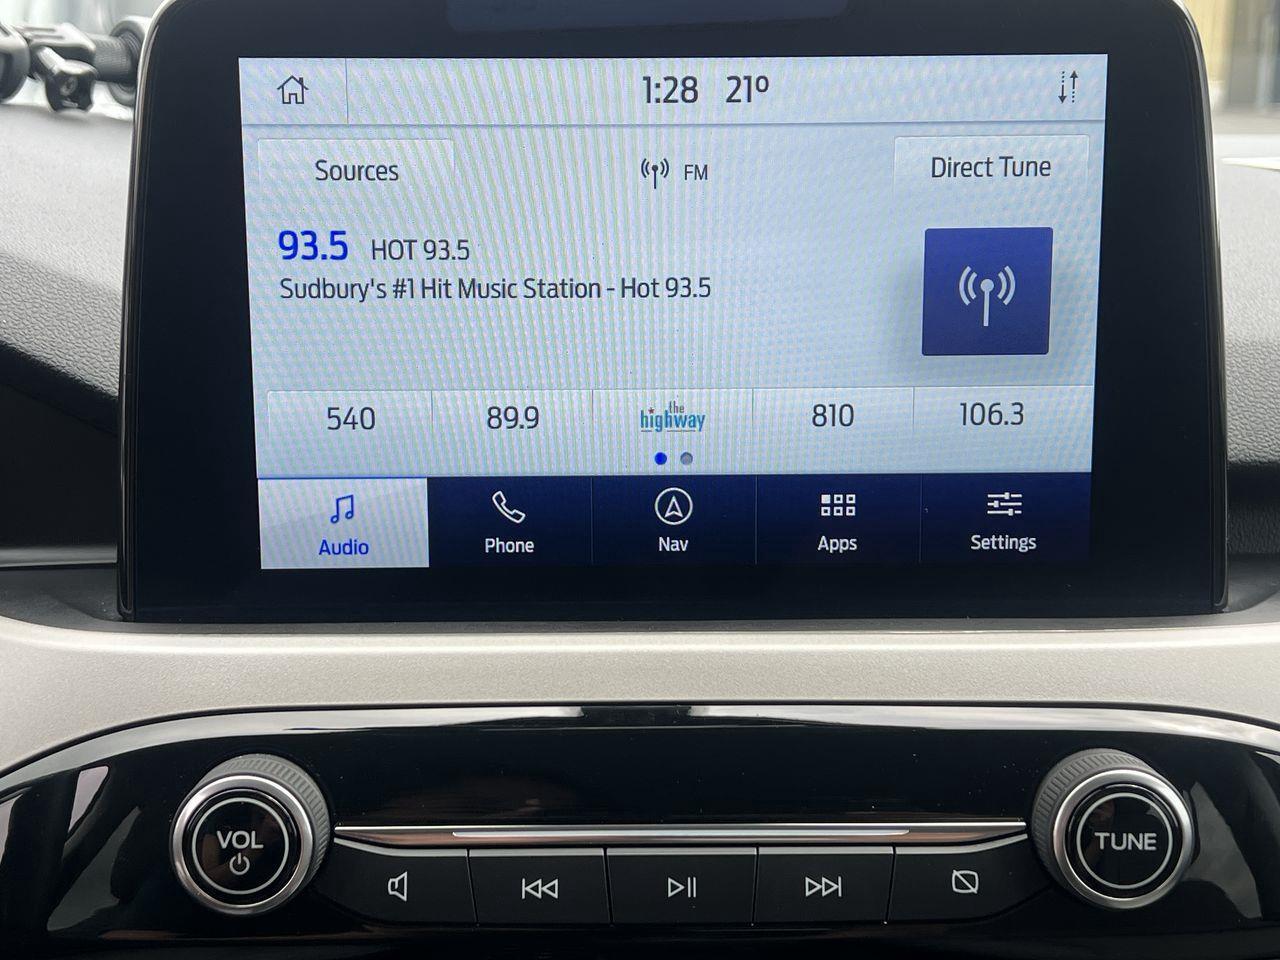 1:28 21º
Sources
FM
Direct Tune
93.5 HOT 93.5
Sudbury's #1 Hit Music Station - Hot 93.5
540
89.9
the
highway
810
106.3
Audio
Phone
Nav
Apps
Settings
VOL
TUNE